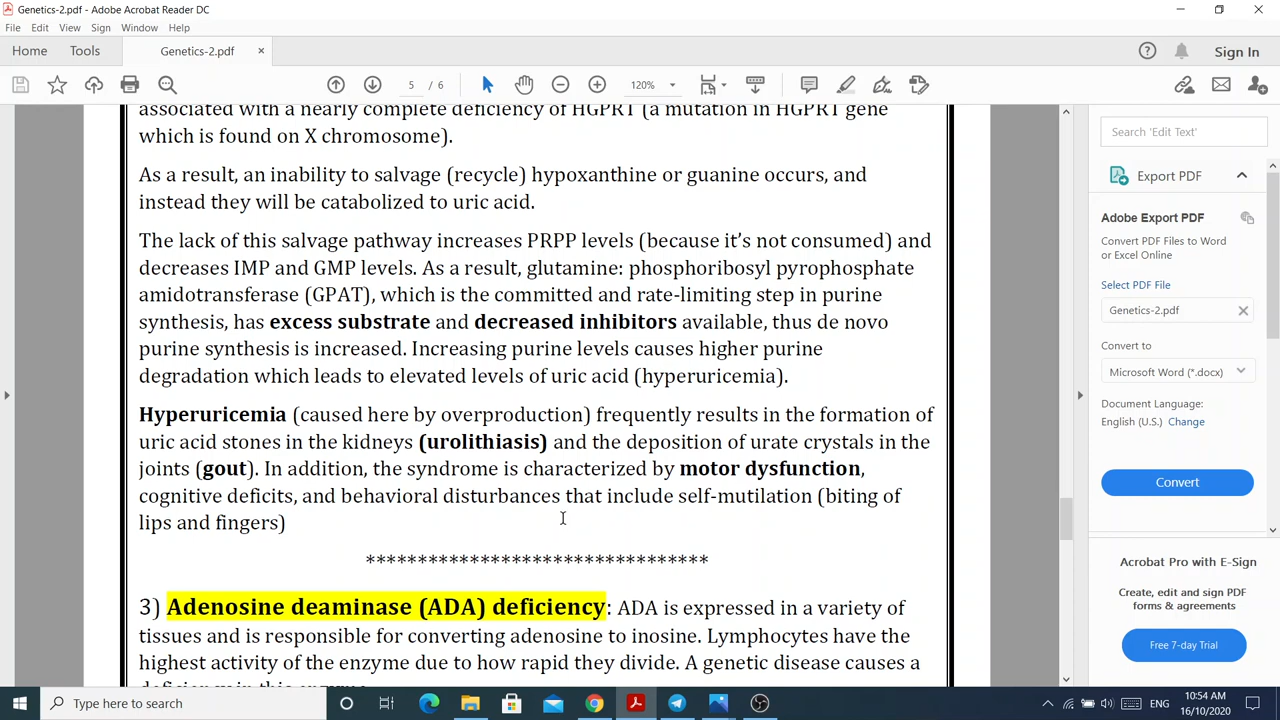 Genetics-2.pdf - Adobe Acrobat Reader DC
File Edit View Sign Window Help
Home Tools Genetics-2.pdf × Sign In
5 / 6 120%
associated with a nearly complete deficiency of HGPRT (a mutation in HGPRT gene
which is found on X chromosome).
As a result, an inability to salvage (recycle) hypoxanthine or guanine occurs, and
instead they will be catabolized to uric acid.
The lack of this salvage pathway increases PRPP levels (because it's not consumed) and
decreases IMP and GMP levels. As a result, glutamine: phosphoribosyl pyrophosphate
amidotransferase (GPAT), which is the committed and rate-limiting step in purine
synthesis, has excess substrate and decreased inhibitors available, thus de novo
purine synthesis is increased. Increasing purine levels causes higher purine
degradation which leads to elevated levels of uric acid (hyperuricemia).
Hyperuricemia (caused here by overproduction) frequently results in the formation of
uric acid stones in the kidneys (urolithiasis) and the deposition of urate crystals in the
joints (gout). In addition, the syndrome is characterized by motor dysfunction,
cognitive deficits, and behavioral disturbances that include self-mutilation (biting of
lips and fingers)
*********************************
3) Adenosine deaminase (ADA) deficiency: ADA is expressed in a variety of
tissues and is responsible for converting adenosine to inosine. Lymphocytes have the
highest activity of the enzyme due to how rapid they divide. A genetic disease causes a
deficiency in this enzyme
Search 'Edit Text'
Export PDF
Adobe Export PDF
Convert PDF Files to Word
or Excel Online
Select PDF File
Genetics-2.pdf
Convert to
Microsoft Word (*.docx)
Document Language:
English (U.S.) Change
Convert
Acrobat Pro with E-Sign
Create, edit and sign PDF
forms & agreements
Free 7-day Trial
Type here to search
10:54 AM
16/10/2020